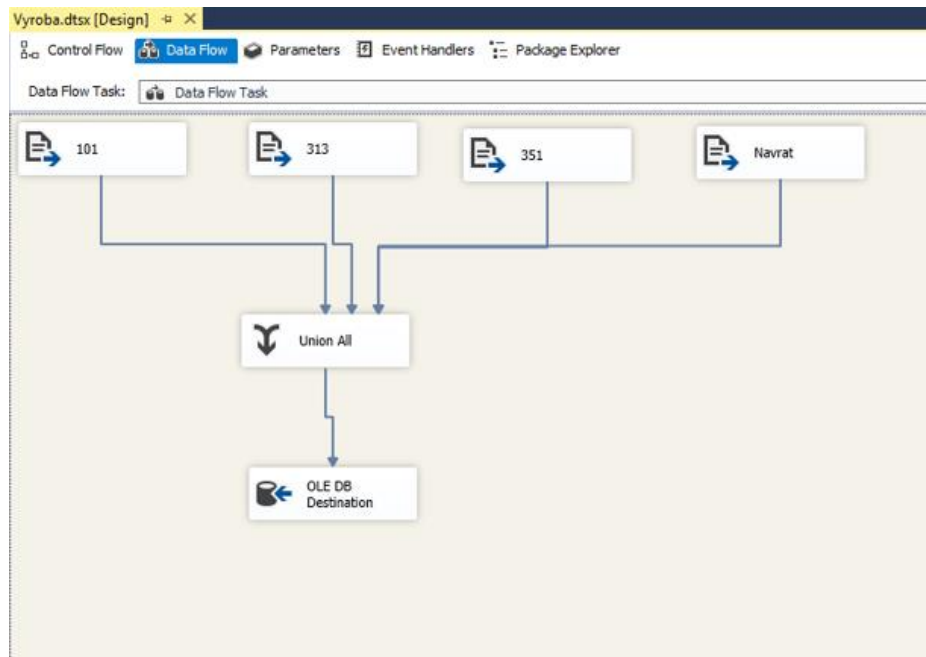 Vyroba.dtsx [Design]
Control Flow Data Flow Parameters Event Handlers Package Explorer
Data Flow Task: Data Flow Task
101
313
351
Navrat
Union All
OLE DB
Destination